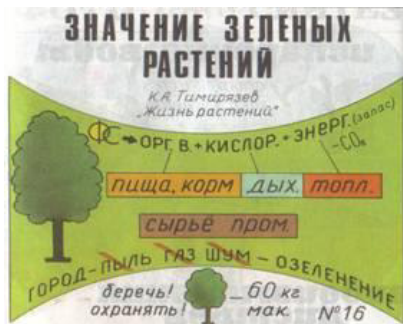 ЗНАЧЕНИЕ ЗЕЛЕНЫХ
РАСТЕНИЙ
К.А. Тимирязев
„Жизнь растений"
ФС → ОРГ. В. + КИСЛОР. + ЭНЕРГ. (запас)
-CO₂
пища, корм дых. топл.
сырьё пром.
ГОРОД-ПЫЛЬ ГАЗ ШУМ - ОЗЕЛЕНЕНИЕ
беречь! - 60 кг
охранять! мак. №16